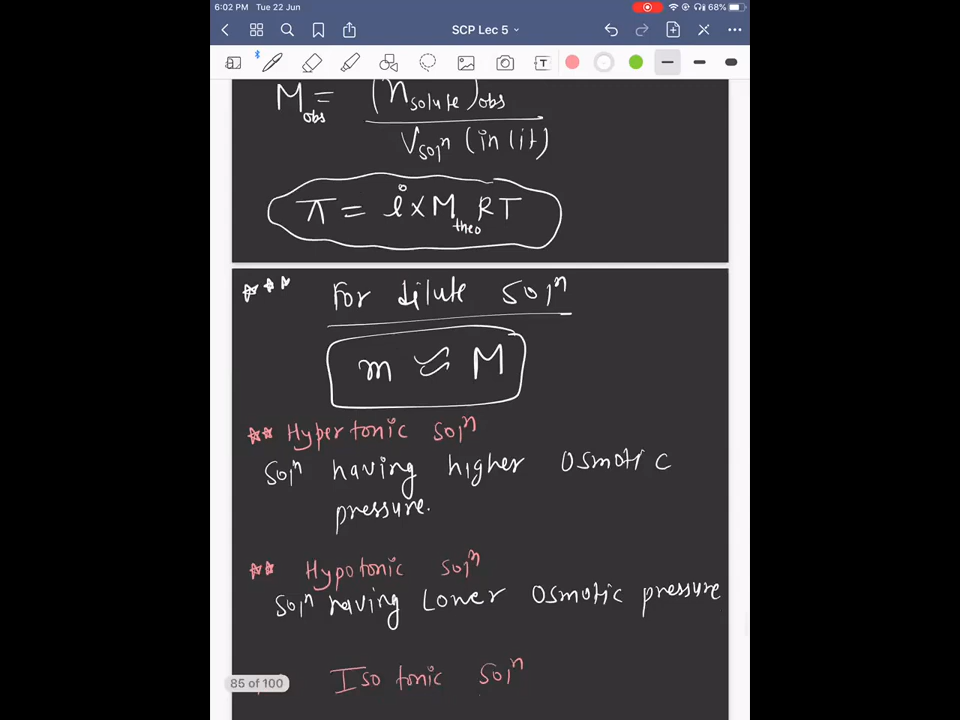 6:02 PM Tue 22 Jun 68%
SCP Lec 5
T
M obs = (n solute) obs
V solⁿ (in lit)
π = i × M theo RT
*** For dilute Solⁿ
m ≈ M
** Hypertonic Solⁿ
Solⁿ having higher Osmotic
pressure.
** Hypotonic Solⁿ
Solⁿ having Lower Osmotic pressure
85 of 100
Isotonic Solⁿ